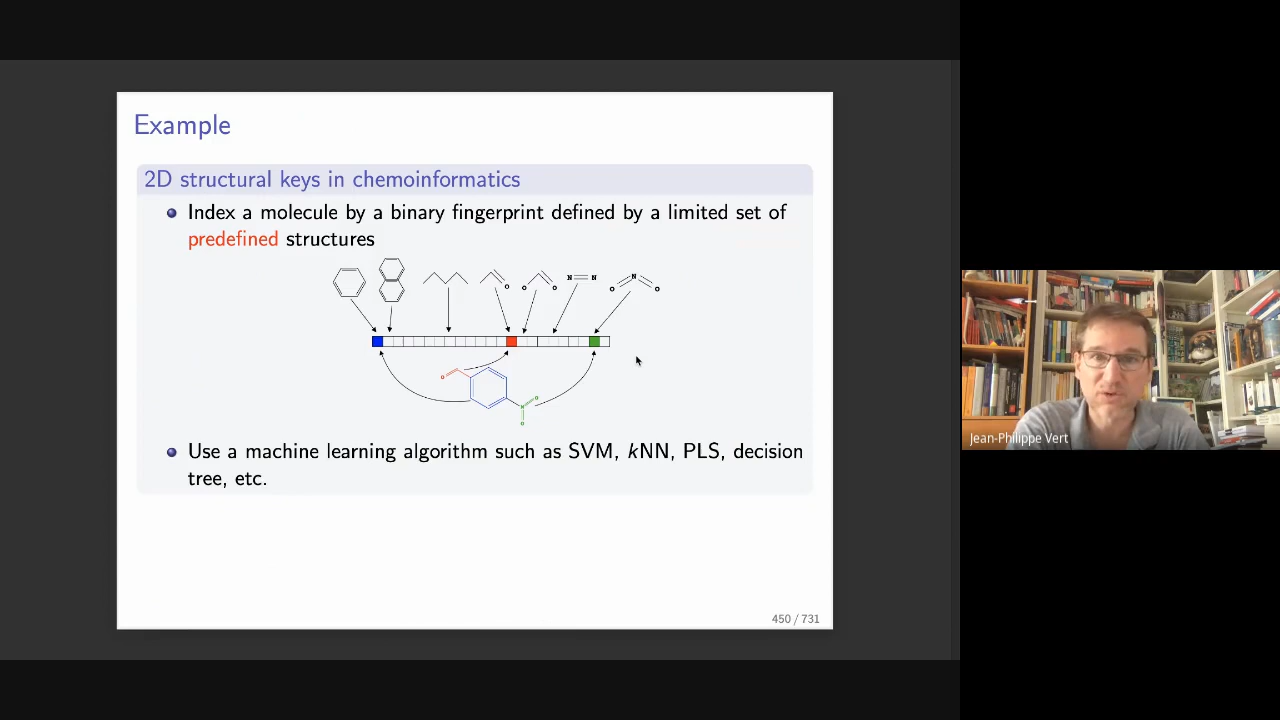 Example
2D structural keys in chemoinformatics
Index a molecule by a binary fingerprint defined by a limited set of
predefined structures
O
O O
N N
N
O O
O
N
O
O
Use a machine learning algorithm such as SVM, kNN, PLS, decision
tree, etc.
450 / 731
Jean-Philippe Vert